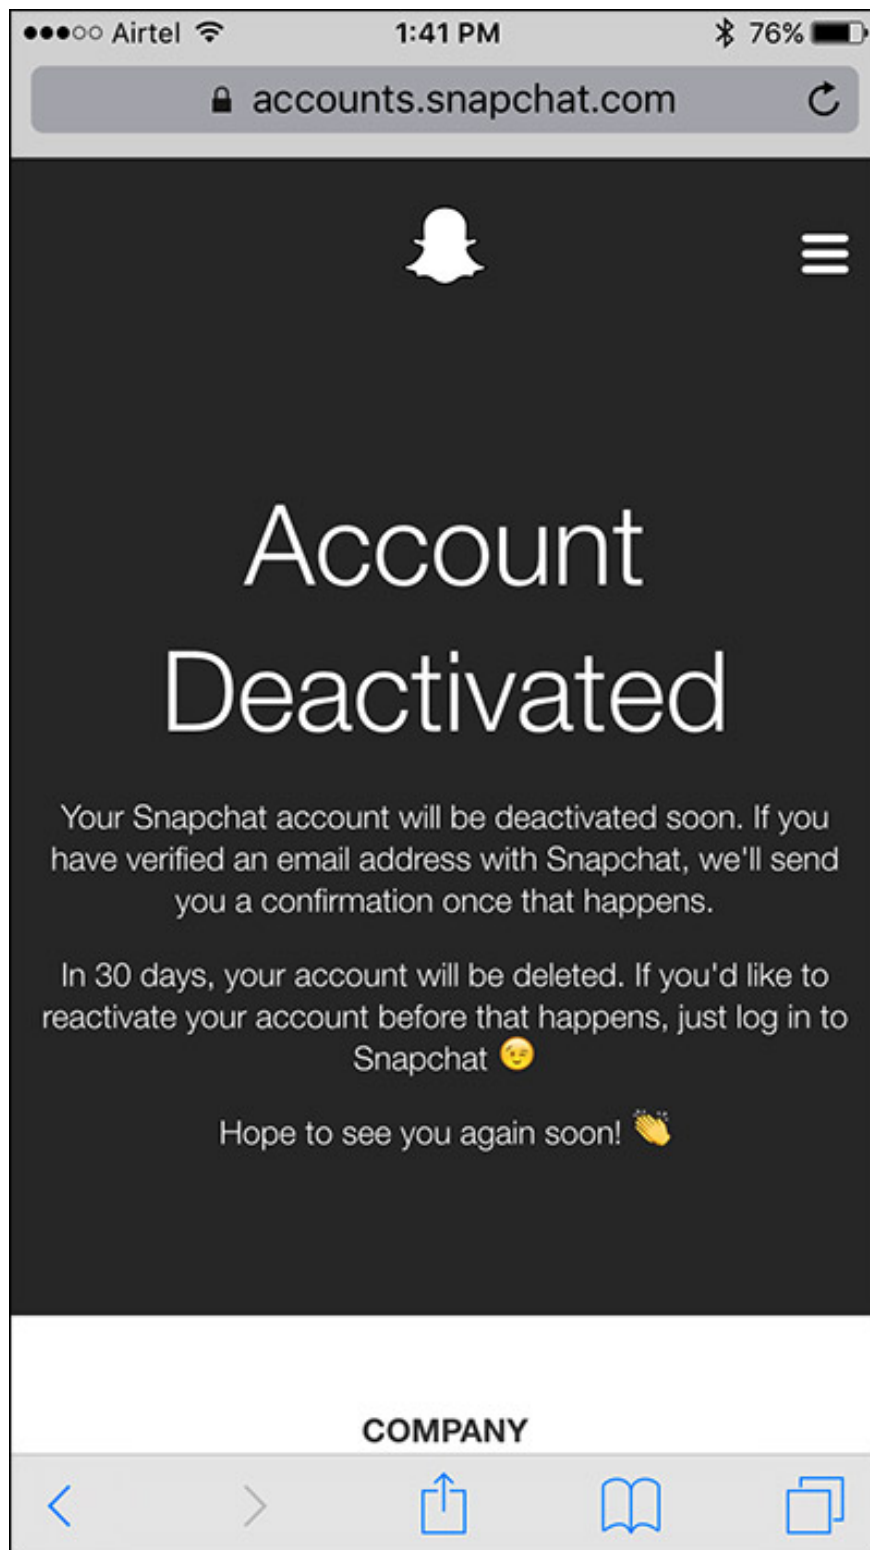 Airtel 1:41 PM 76%
accounts.snapchat.com
Account
Deactivated
Your Snapchat account will be deactivated soon. If you
have verified an email address with Snapchat, we'll send
you a confirmation once that happens.
In 30 days, your account will be deleted. If you'd like to
reactivate your account before that happens, just log in to
Snapchat 😉
Hope to see you again soon! 👏
COMPANY